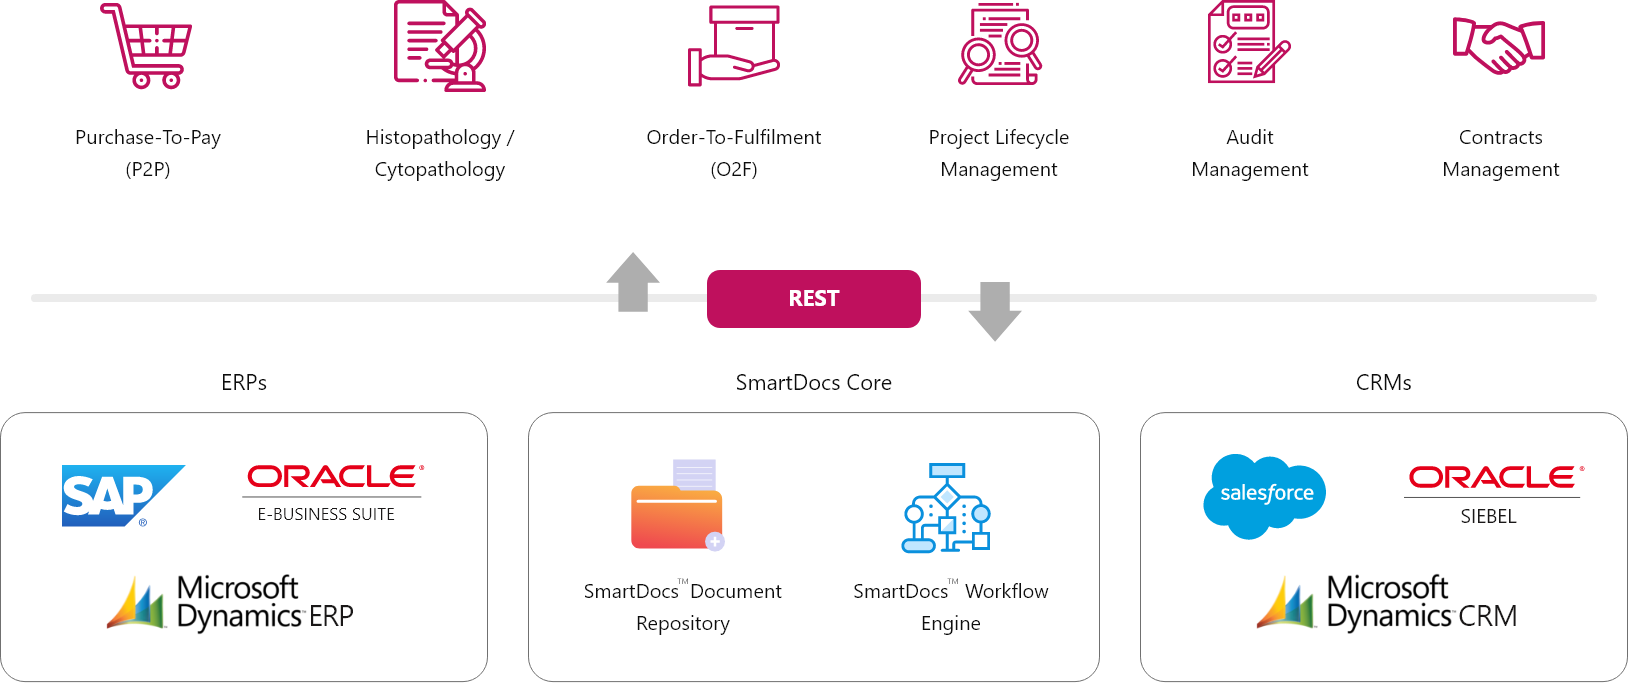 Purchase-To-Pay
(P2P)
Histopathology /
Cytopathology
Order-To-Fulfilment
(O2F)
Project Lifecycle
Management
Audit
Management
Contracts
Management
REST
ERPs
SAP®
ORACLE®
E-BUSINESS SUITE
Microsoft
Dynamics™ ERP
SmartDocs Core
SmartDocs™ Document
Repository
SmartDocs™ Workflow
Engine
CRMs
salesforce
ORACLE®
SIEBEL
Microsoft
Dynamics™ CRM